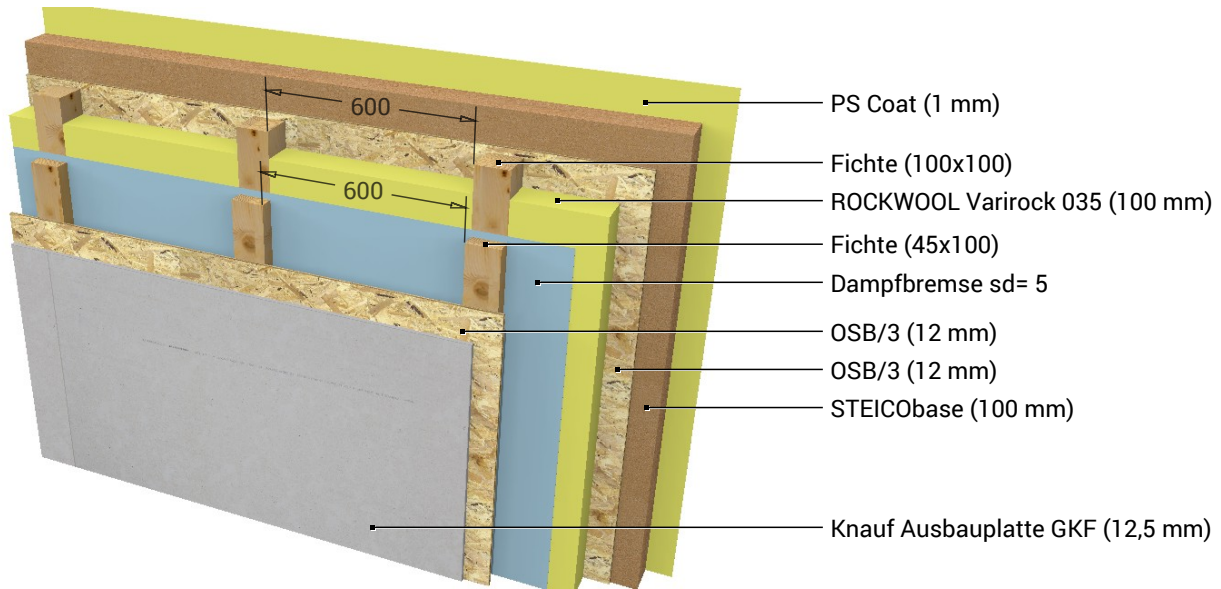 600
600
PS Coat (1 mm)
Fichte (100x100)
ROCKWOOL Varirock 035 (100 mm)
Fichte (45x100)
Dampfbremse sd= 5
OSB/3 (12 mm)
OSB/3 (12 mm)
STEICObase (100 mm)
Knauf Ausbauplatte GKF (12,5 mm)